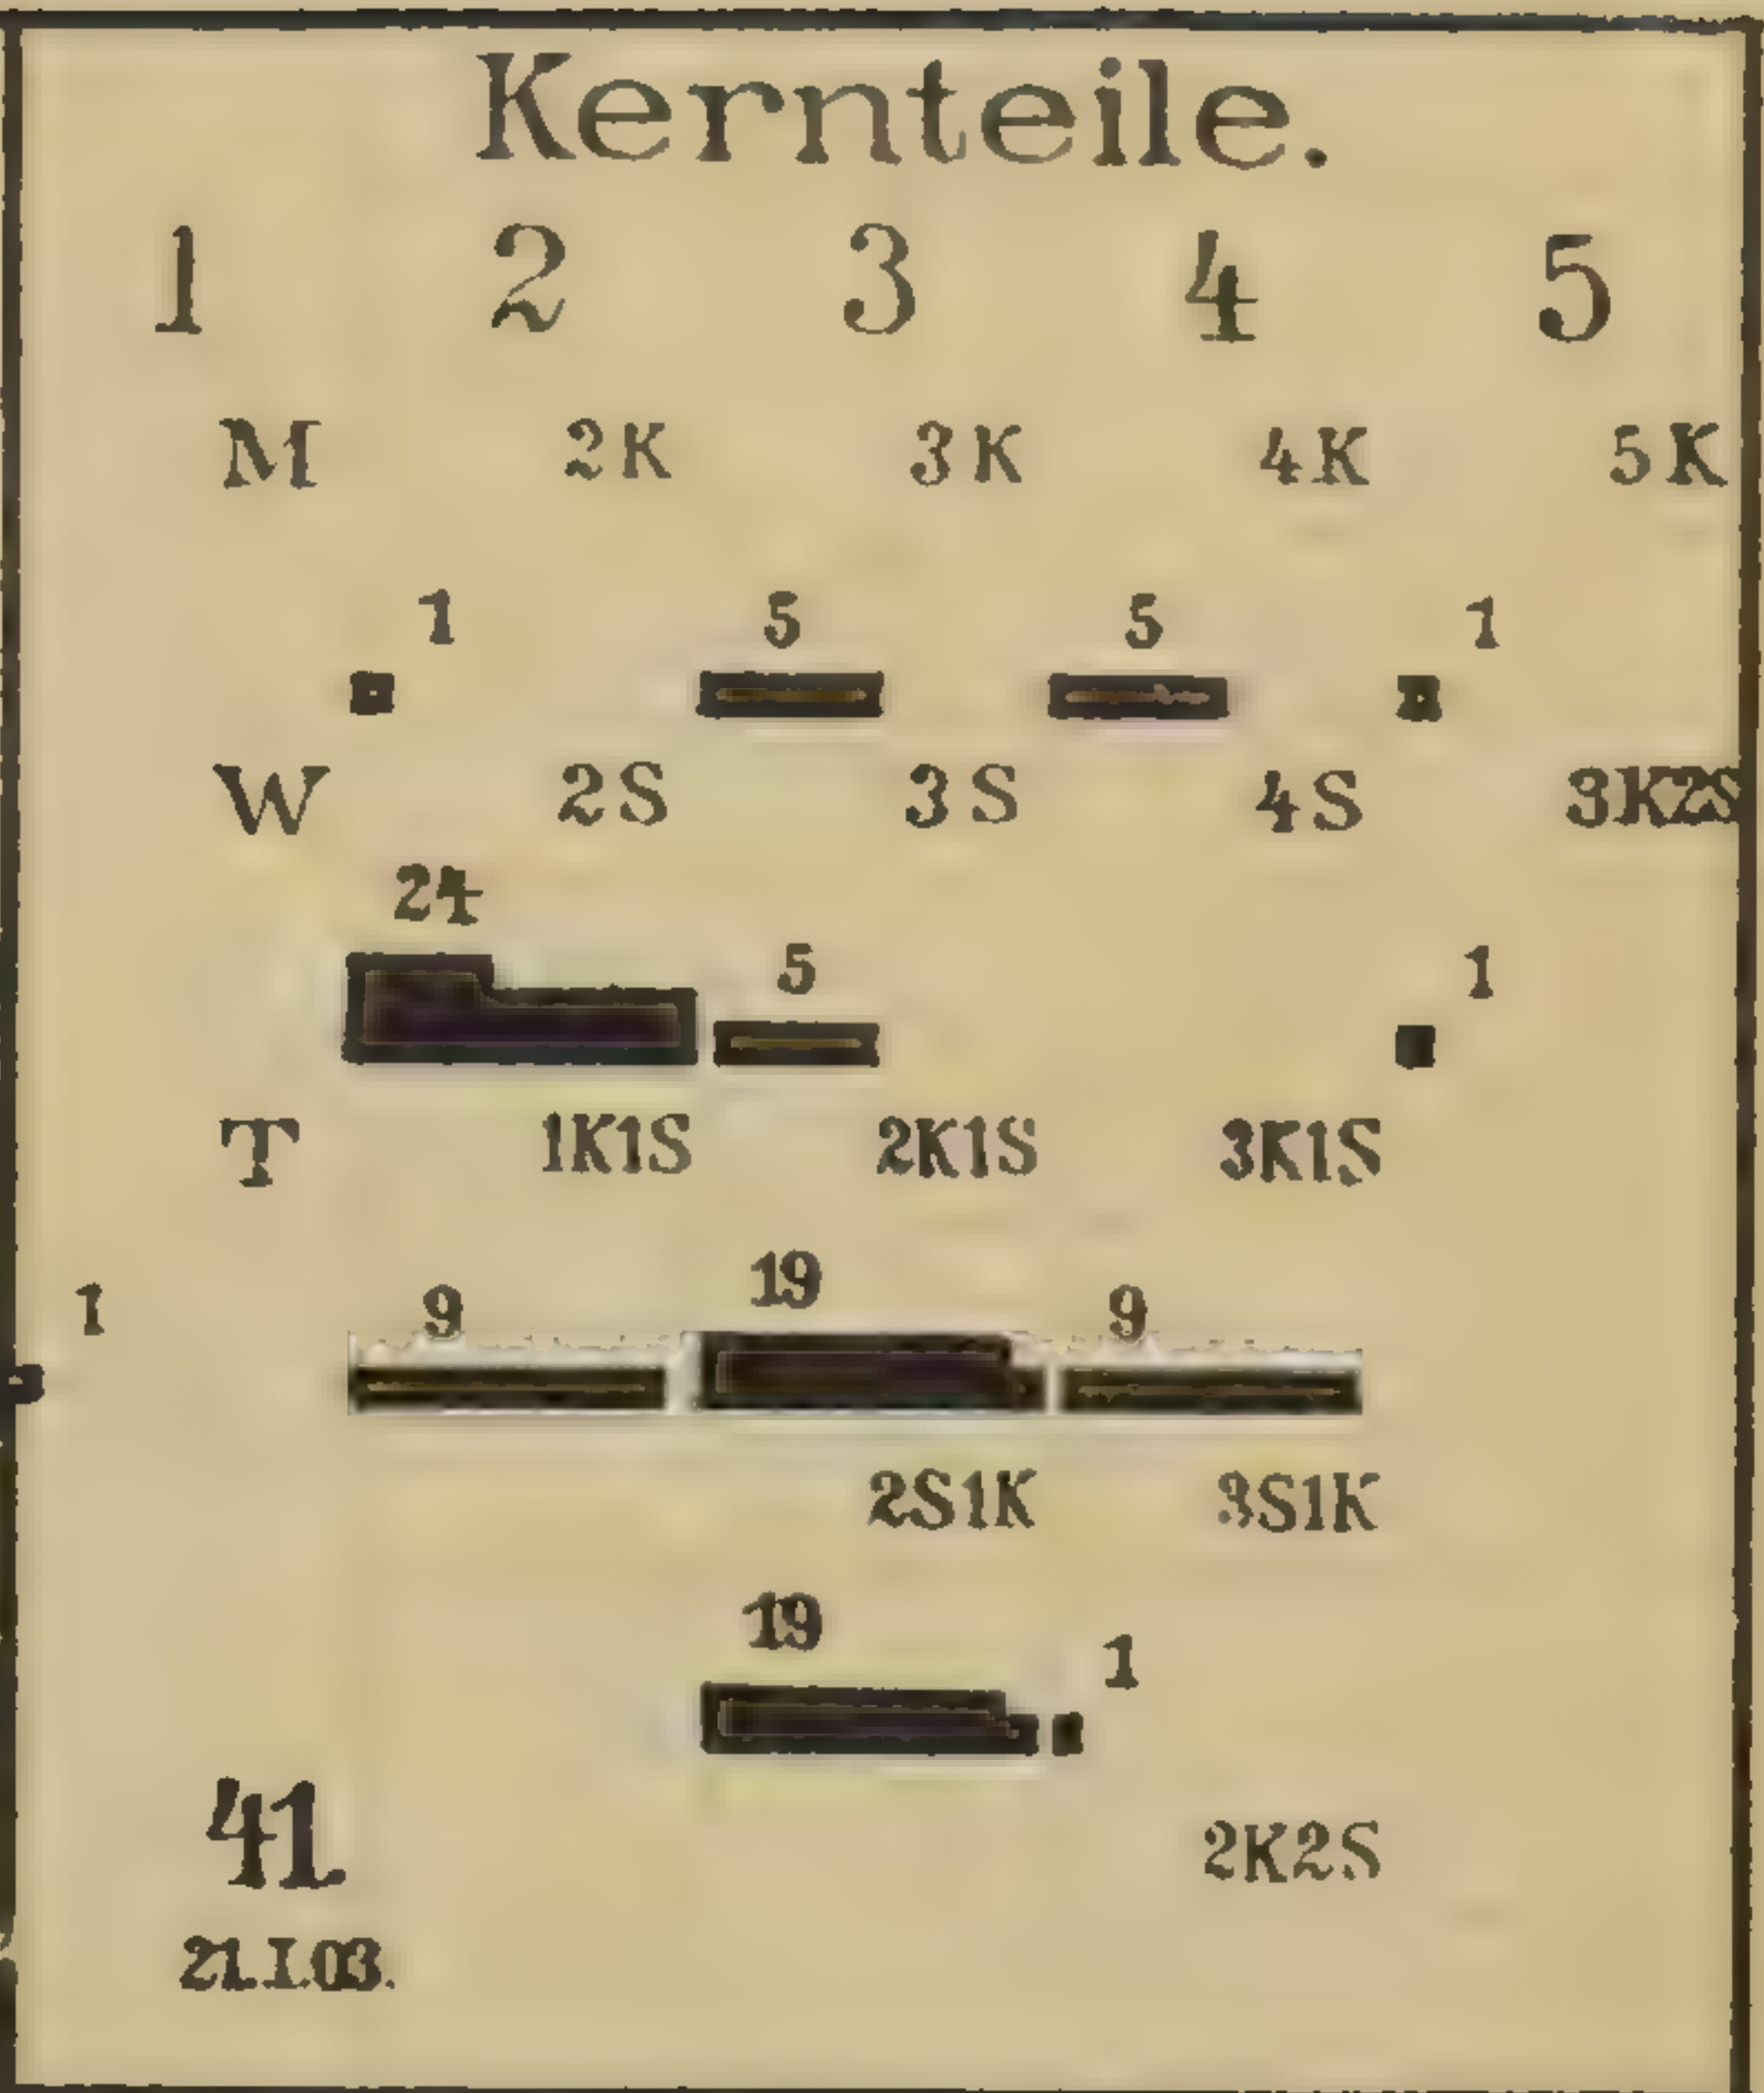 Kernteile.
1 2 3 4 5
M 2K 3K 4K 5K
1 5 5 1
W 2S 3S 4S 3K2S
24 5 1
T 1K1S 2K1S 3K1S
1 9 19 9
2S1K 3S1K
19 1
41.
2K2S
21.I.03.